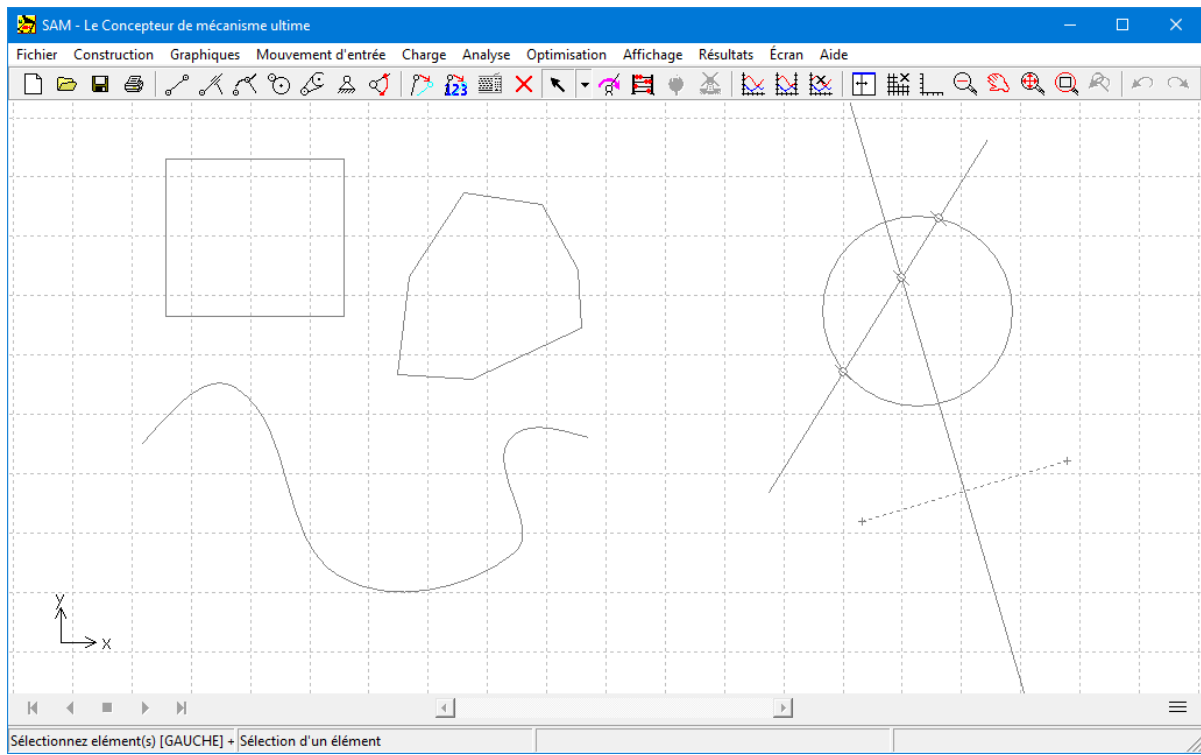 SAM - Le Concepteur de mécanisme ultime
Fichier Construction Graphiques Mouvement d'entrée Charge Analyse Optimisation Affichage Résultats Écran Aide
123
y
x
Sélectionnez elément(s) [GAUCHE] + Sélection d'un élément